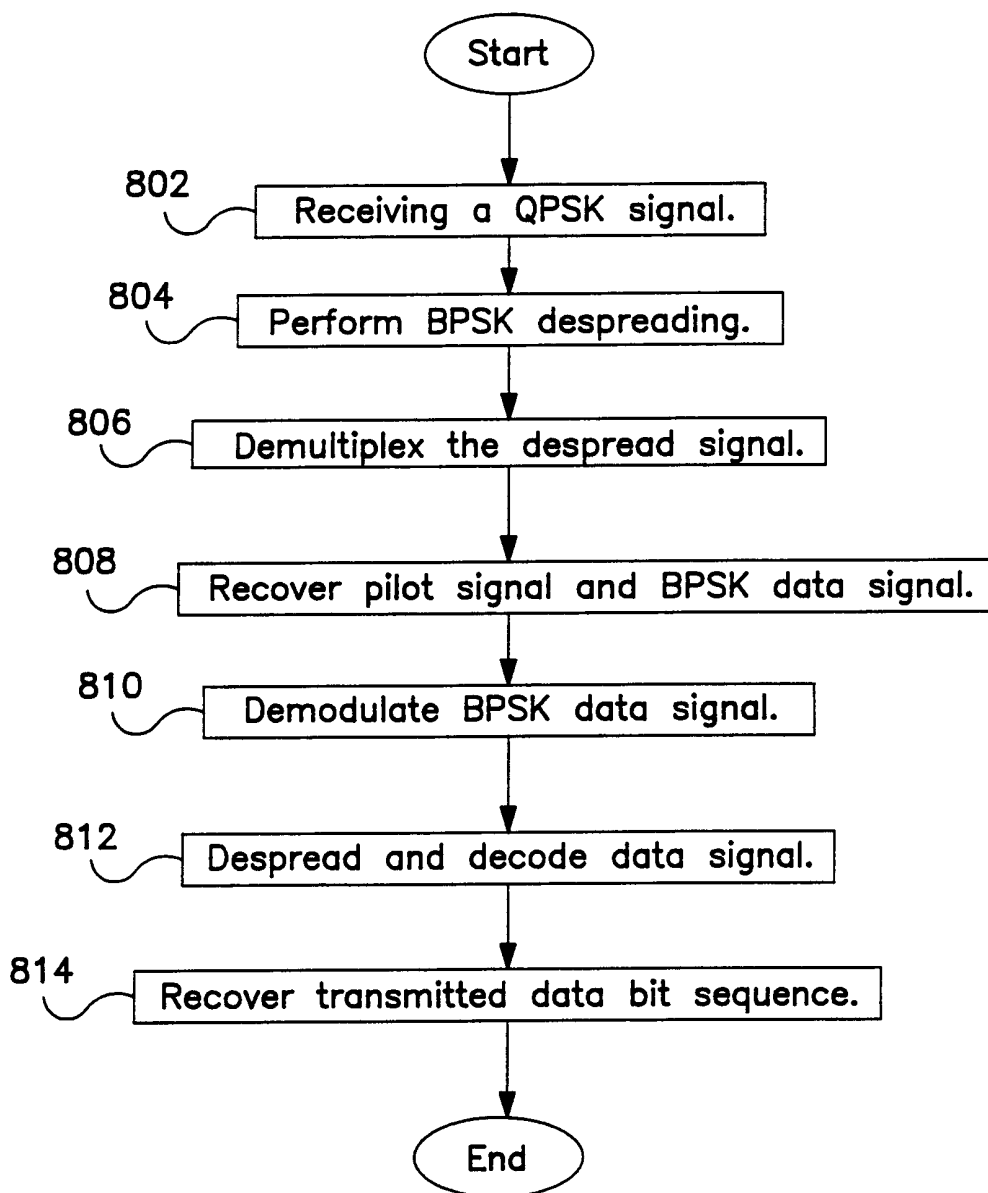 Start
802
Receiving a QPSK signal.
804
Perform BPSK despreading.
806
Demultiplex the despread signal.
808
Recover pilot signal and BPSK data signal.
810
Demodulate BPSK data signal.
812
Despread and decode data signal.
814
Recover transmitted data bit sequence.
End